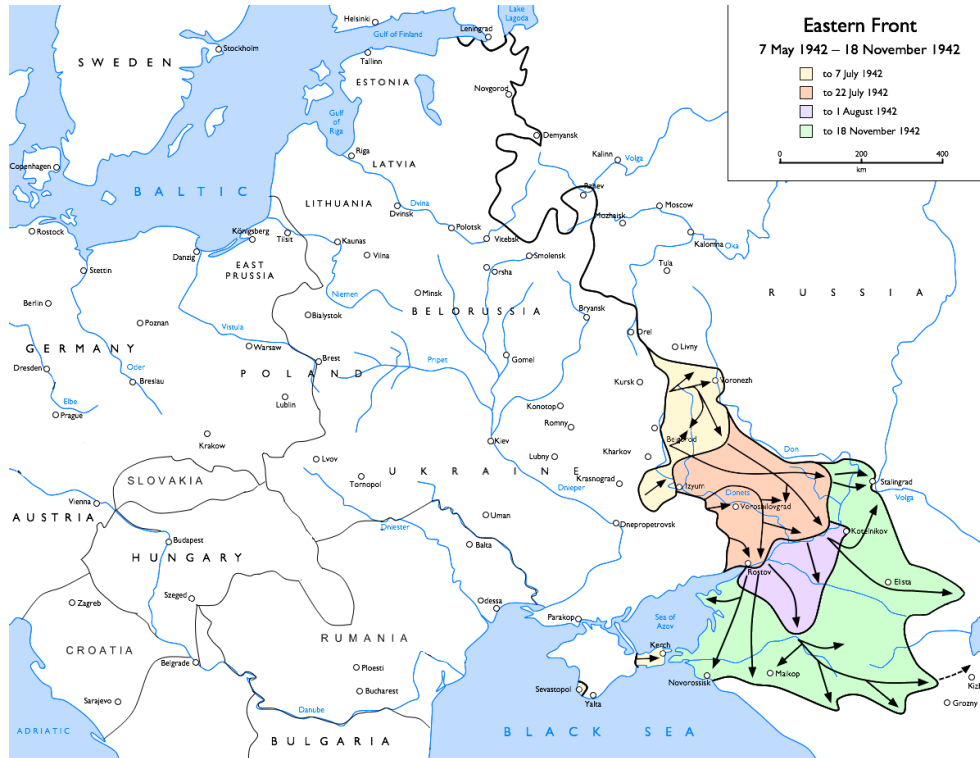 Eastern Front
7 May 1942 – 18 November 1942
to 7 July 1942
to 22 July 1942
to 1 August 1942
to 18 November 1942
0
200
400
km
Lake
Lagoda
Helsinki
Leningrad
Gulf of Finland
Stockholm
SWEDEN
Tallinn
ESTONIA
Novgorod
Gulf
of
Riga
Demyansk
Riga
LATVIA
Kalinn
Volga
Copenhagen
BALTIC
LITHUANIA
Rzhev
Dvina
Dvinsk
Mozhaisk
Moscow
Rostock
Königsberg
Tilsit
Kaunas
Polotsk
Vitebsk
Kalomna
Oka
Danzig
Vilna
Smolensk
EAST
PRUSSIA
Orsha
Tula
Stettin
Niemen
Minsk
RUSSIA
Berlin
Bialystok
BELORUSSIA
Bryansk
Poznan
Vistula
Orel
GERMANY
Warsaw
Livny
Brest
Pripet
Gomel
Dresden
Oder
POLAND
Breslau
Kursk
Voronezh
Elbe
Lublin
Konotop
Prague
Romny
Krakow
Kiev
Belgorod
Lvov
Lubny
Kharkov
Don
SLOVAKIA
Tornopol
UKRAINE
Krasnograd
Izyum
Stalingrad
Dnieper
Donets
Volga
Vienna
AUSTRIA
Uman
Vorosailovgrad
Dniester
Dnepropetrovsk
Budapest
Balta
Kotelnikov
HUNGARY
Rostov
Elista
Szeged
Zagreb
Odessa
Parakop
Sea of
Azov
RUMANIA
CROATIA
Kerch
Belgrade
Ploesti
Maikop
Novorossisk
Sevastopol
Bucharest
Yalta
Sarajevo
Grozny
Danube
ADRIATIC
BLACK SEA
BULGARIA